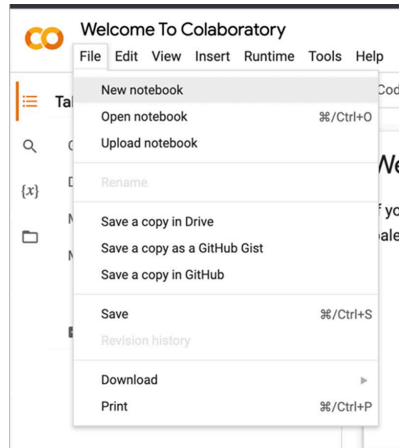 Welcome To Colaboratory
File Edit View Insert Runtime Tools Help
New notebook
Open notebook ⌘/Ctrl+O
Upload notebook
{x}
Rename
Save a copy in Drive
Save a copy as a GitHub Gist
Save a copy in GitHub
Save ⌘/Ctrl+S
Revision history
Download
Print ⌘/Ctrl+P